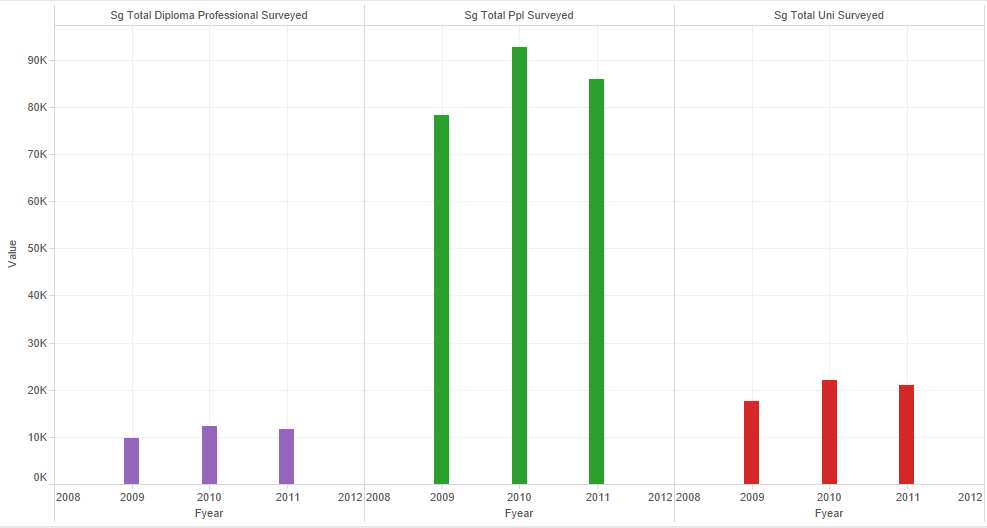 Sg Total Diploma Professional Surveyed Sg Total Ppl Surveyed Sg Total Uni Surveyed
90K
80K
70K
60K
50K
40K
30K
20K
10K
0K
Value
2008 2009 2010 2011 2012 2008 2009 2010 2011 2012 2008 2009 2010 2011 2012
Fyear Fyear Fyear